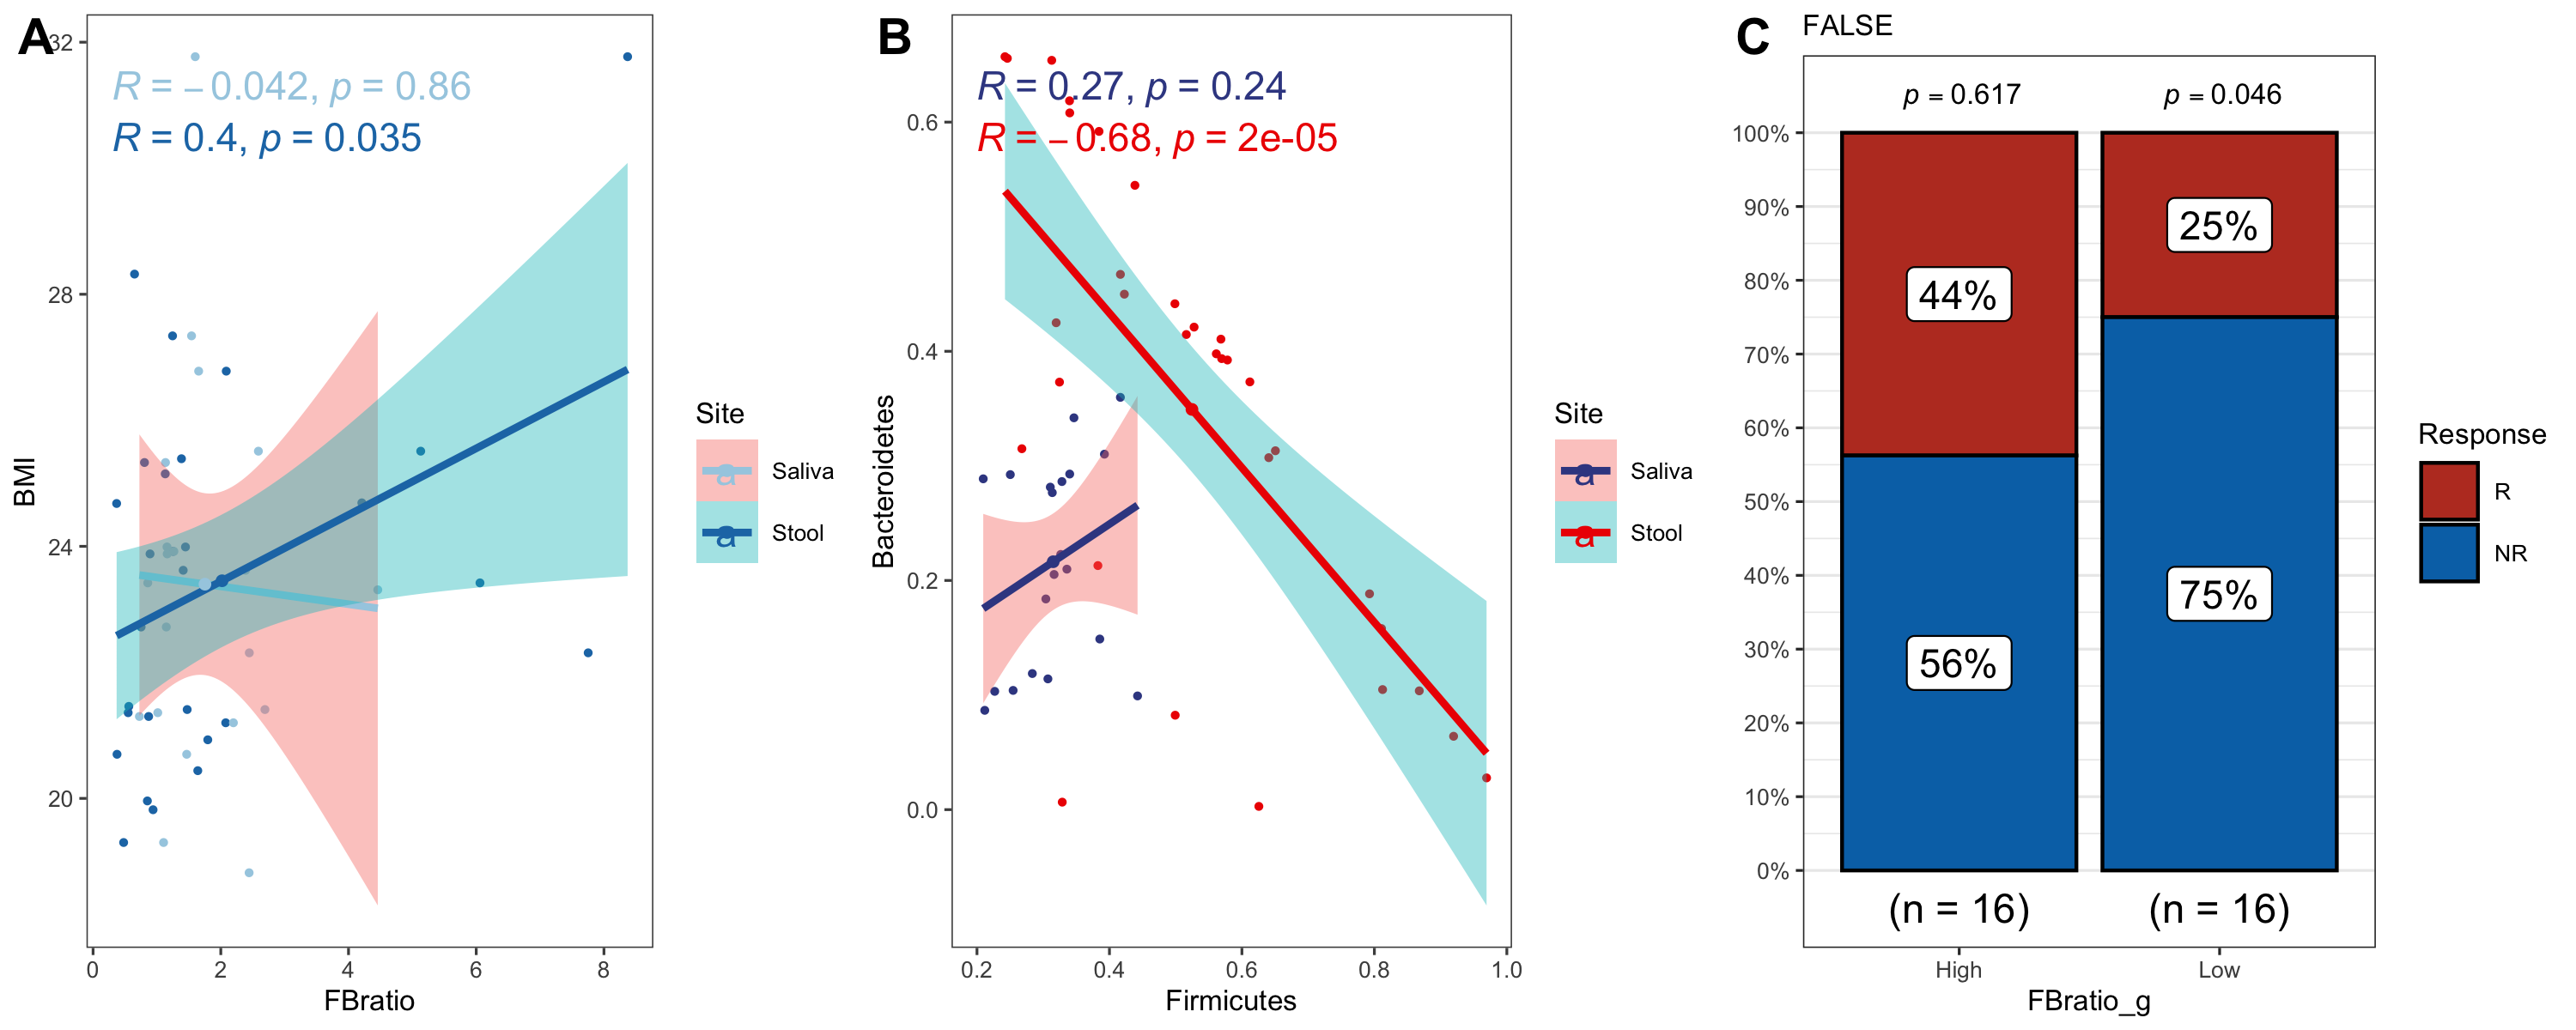 A
32
28
24
20
BMI
R = − 0.042, p = 0.86
R = 0.4, p = 0.035
0 2 4 6 8
FBratio
Site
a Saliva
a Stool
B
0.6
0.4
0.2
0.0
Bacteroidetes
R = 0.27, p = 0.24
R = − 0.68, p = 2e-05
0.2 0.4 0.6 0.8 1.0
Firmicutes
Site
a Saliva
a Stool
C
FALSE
p = 0.617 p = 0.046
100%
90%
80%
70%
60%
50%
40%
30%
20%
10%
0%
44%
56%
25%
75%
(n = 16) (n = 16)
High Low
FBratio_g
Response
R
NR